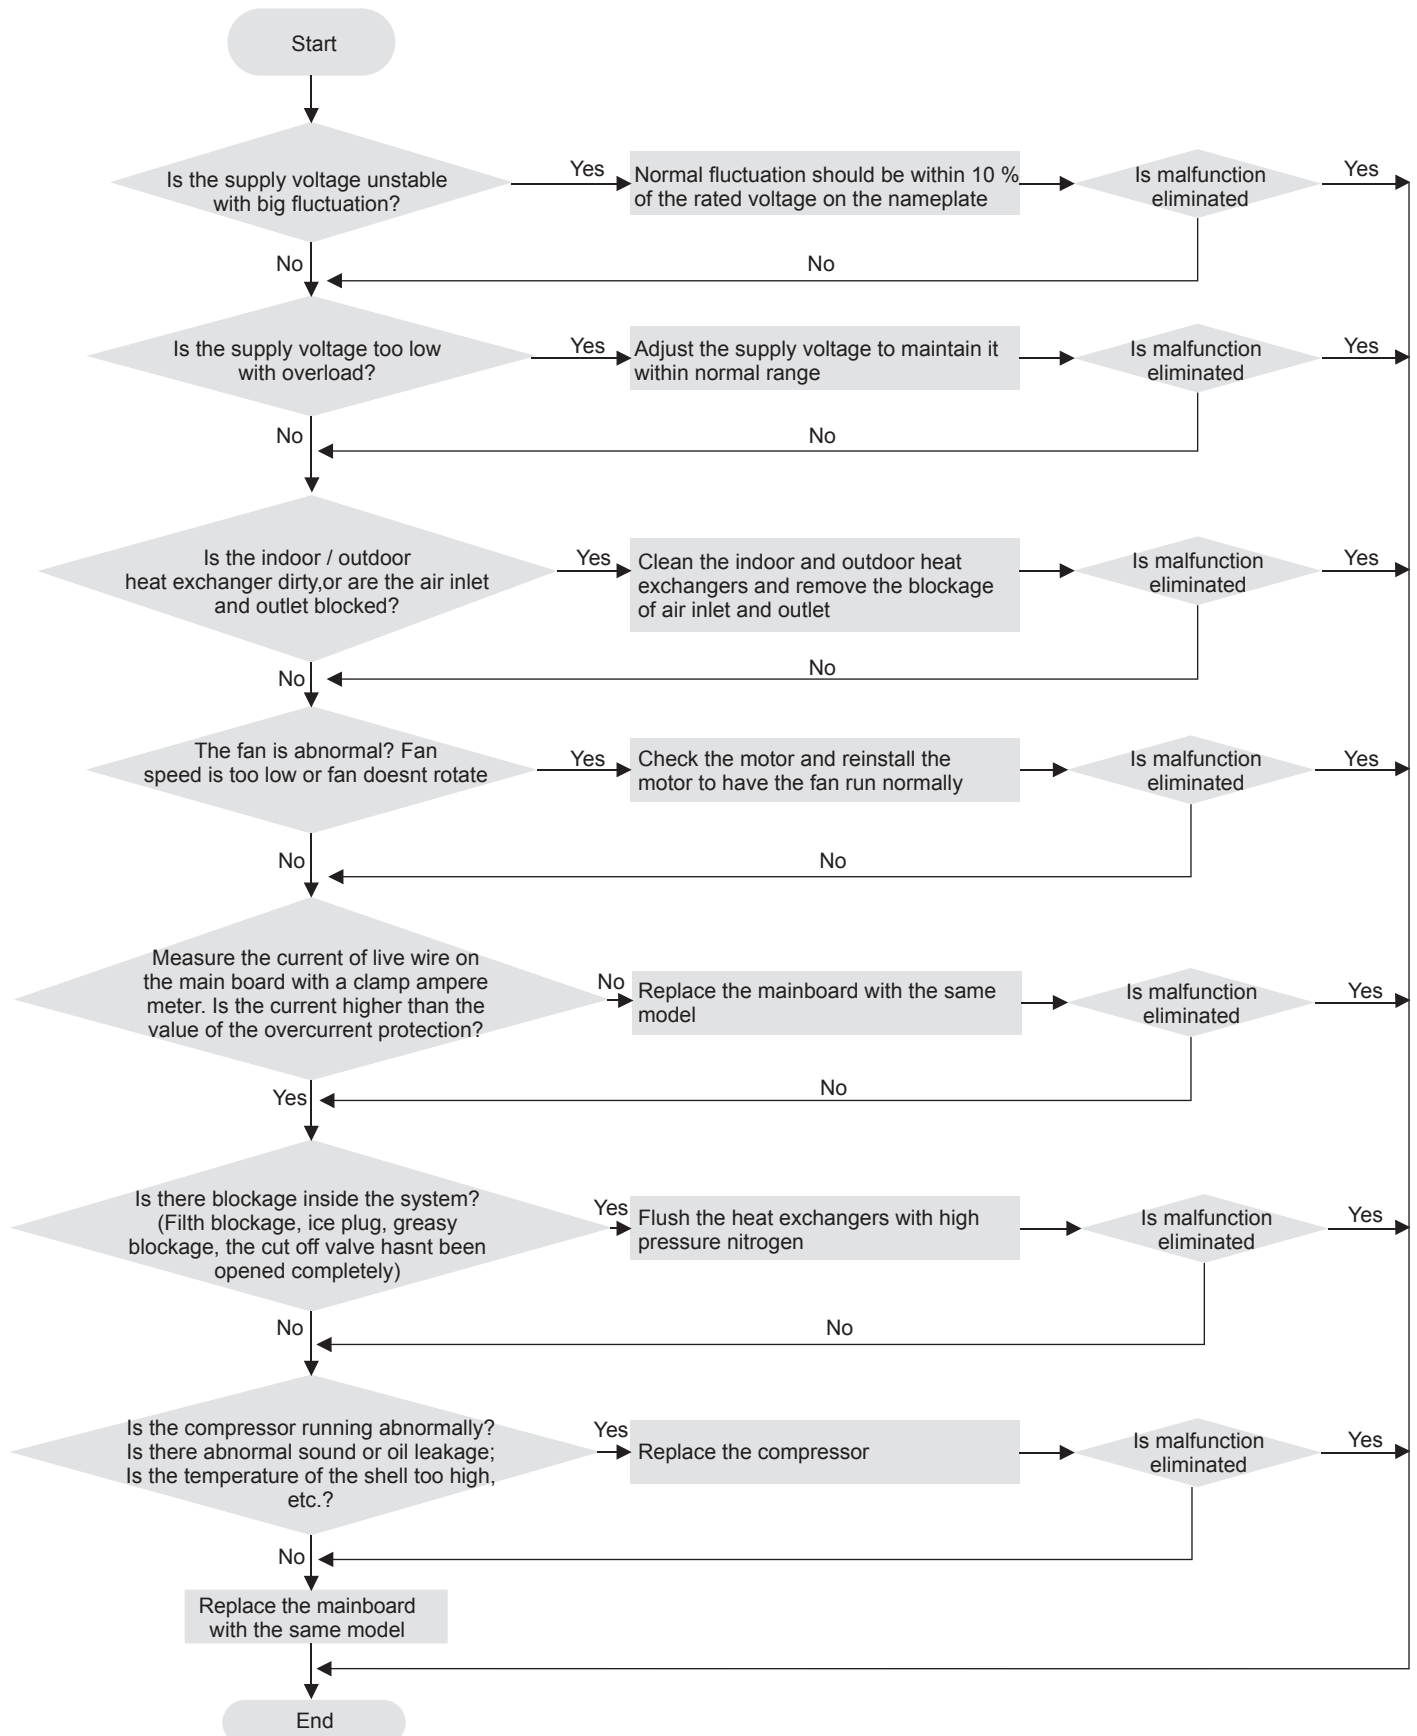 Start
Is the supply voltage unstable
with big fluctuation?
Yes
Normal fluctuation should be within 10 %
of the rated voltage on the nameplate
Is malfunction
eliminated
Yes
No
No
Is the supply voltage too low
with overload?
Yes
Adjust the supply voltage to maintain it
within normal range
Is malfunction
eliminated
Yes
No
No
Is the indoor / outdoor
heat exchanger dirty,or are the air inlet
and outlet blocked?
Yes
Clean the indoor and outdoor heat
exchangers and remove the blockage
of air inlet and outlet
Is malfunction
eliminated
Yes
No
No
The fan is abnormal? Fan
speed is too low or fan doesnt rotate
Yes
Check the motor and reinstall the
motor to have the fan run normally
Is malfunction
eliminated
Yes
No
No
Measure the current of live wire on
the main board with a clamp ampere
meter. Is the current higher than the
value of the overcurrent protection?
No
Replace the mainboard with the same
model
Is malfunction
eliminated
Yes
Yes
No
Is there blockage inside the system?
(Filth blockage, ice plug, greasy
blockage, the cut off valve hasnt been
opened completely)
Yes
Flush the heat exchangers with high
pressure nitrogen
Is malfunction
eliminated
Yes
No
No
Is the compressor running abnormally?
Is there abnormal sound or oil leakage;
Is the temperature of the shell too high,
etc.?
Yes
Replace the compressor
Is malfunction
eliminated
Yes
No
Replace the mainboard
with the same model
End